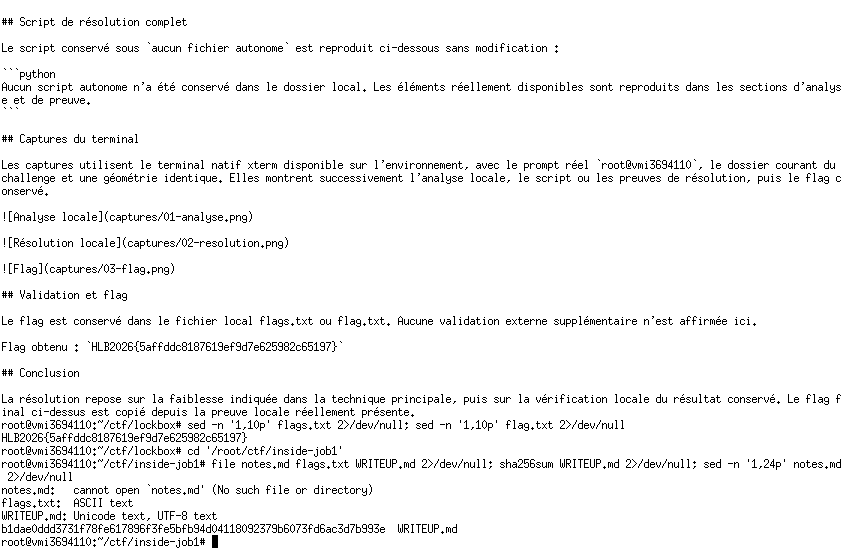 ## Script de résolution complet
Le script conservé sous `aucun fichier autonome` est reproduit ci-dessous sans modification :
```python
Aucun script autonome n'a été conservé dans le dossier local. Les éléments réellement disponibles sont reproduits dans les sections d'analys
e et de preuve.
```
## Captures du terminal
Les captures utilisent le terminal natif xterm disponible sur l'environnement, avec le prompt réel `root@vmi3694110`, le dossier courant du
challenge et une géométrie identique. Elles montrent successivement l'analyse locale, le script ou les preuves de résolution, puis le flag c
onservé.
![Analyse locale](captures/01-analyse.png)
![Résolution locale](captures/02-resolution.png)
![Flag](captures/03-flag.png)
## Validation et flag
Le flag est conservé dans le fichier local flags.txt ou flag.txt. Aucune validation externe supplémentaire n'est affirmée ici.
Flag obtenu : `HLB2026{5affddc8187619ef9d7e625982c65197}`
## Conclusion
La résolution repose sur la faiblesse indiquée dans la technique principale, puis sur la vérification locale du résultat conservé. Le flag f
inal ci-dessus est copié depuis la preuve locale réellement présente.
root@vmi3694110:~/ctf/lockbox# sed -n '1,10p' flags.txt 2>/dev/null; sed -n '1,10p' flag.txt 2>/dev/null
HLB2026{5affddc8187619ef9d7e625982c65197}
root@vmi3694110:~/ctf/lockbox# cd '/root/ctf/inside-job1'
root@vmi3694110:~/ctf/inside-job1# file notes.md flags.txt WRITEUP.md 2>/dev/null; sha256sum WRITEUP.md 2>/dev/null; sed -n '1,24p' notes.md
2>/dev/null
notes.md:   cannot open `notes.md' (No such file or directory)
flags.txt:  ASCII text
WRITEUP.md: Unicode text, UTF-8 text
b1dae0ddd3731f78fe617896f3fe5bfb94d04118092379b6073fd6ac3d7b993e  WRITEUP.md
root@vmi3694110:~/ctf/inside-job1#